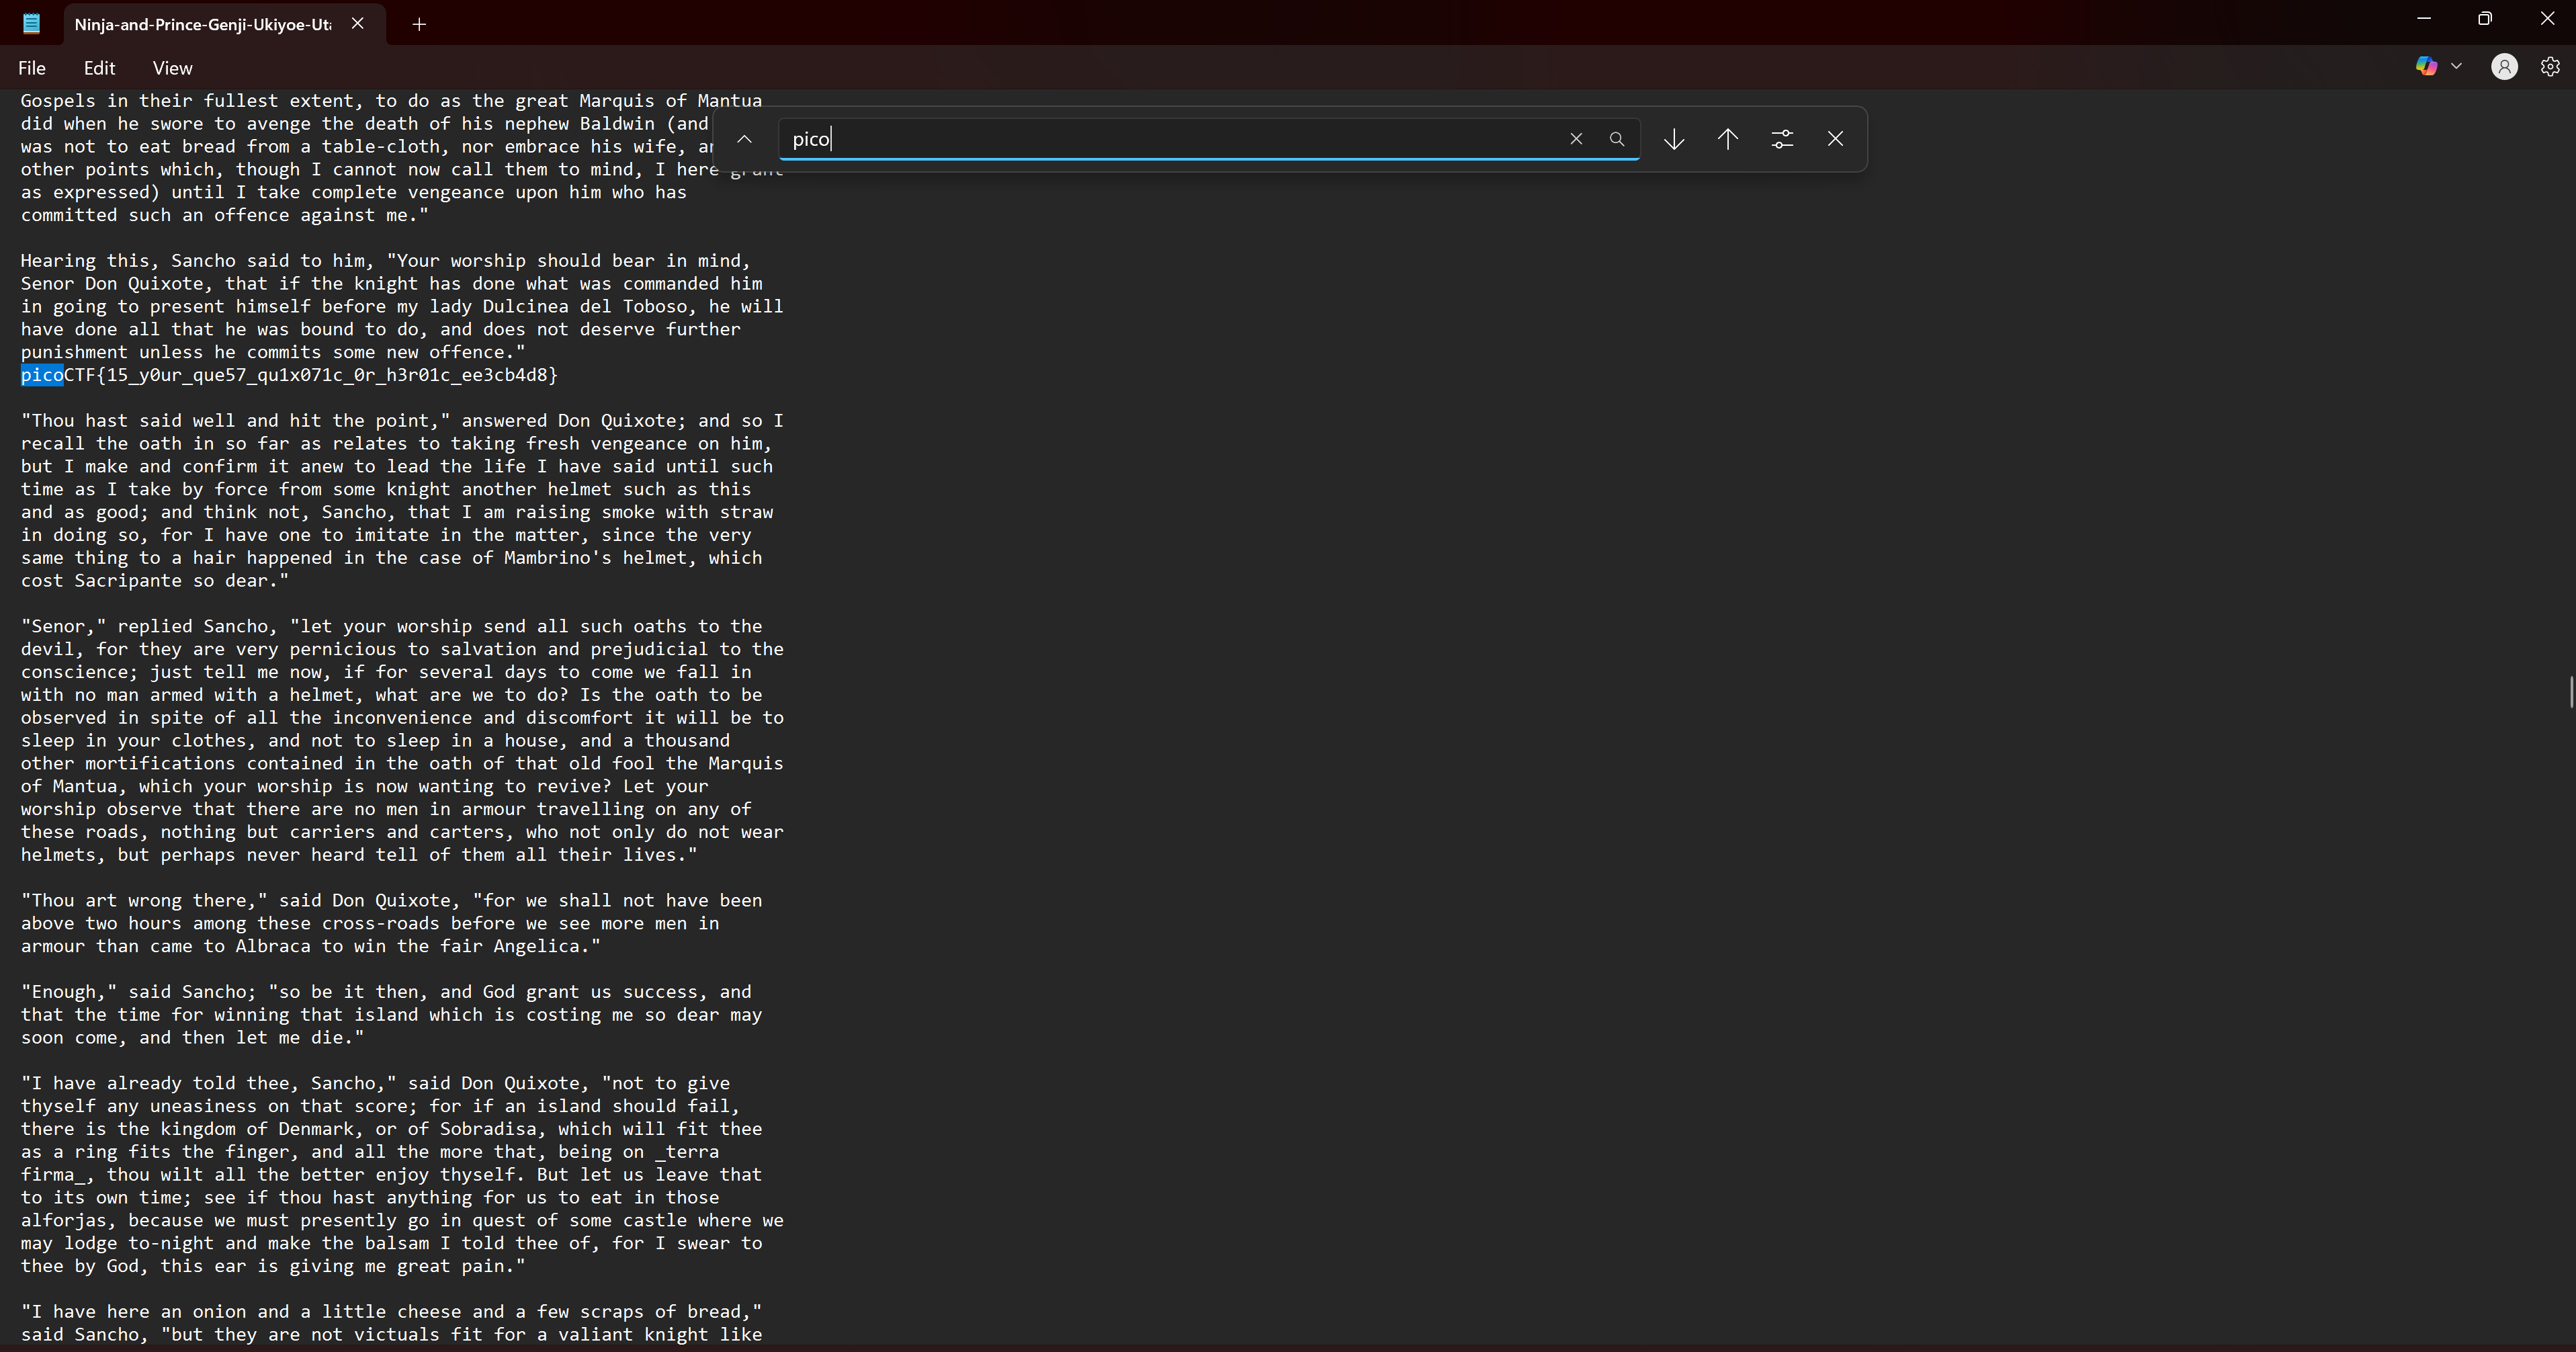 Ninja-and-Prince-Genji-Ukiyoe-Ut
File Edit View
pico
Gospels in their fullest extent, to do as the great Marquis of Mantua
did when he swore to avenge the death of his nephew Baldwin (and
was not to eat bread from a table-cloth, nor embrace his wife,
other points which, though I cannot now call them to mind, I here grant
as expressed) until I take complete vengeance upon him who has
committed such an offence against me."
Hearing this, Sancho said to him, "Your worship should bear in mind,
Senor Don Quixote, that if the knight has done what was commanded him
in going to present himself before my lady Dulcinea del Toboso, he will
have done all that he was bound to do, and does not deserve further
punishment unless he commits some new offence."
picoCTF{15_y0ur_que57_qu1x071c_0r_h3r01c_ee3cb4d8}
"Thou hast said well and hit the point," answered Don Quixote; and so I
recall the oath in so far as relates to taking fresh vengeance on him,
but I make and confirm it anew to lead the life I have said until such
time as I take by force from some knight another helmet such as this
and as good; and think not, Sancho, that I am raising smoke with straw
in doing so, for I have one to imitate in the matter, since the very
same thing to a hair happened in the case of Mambrino's helmet, which
cost Sacripante so dear."
"Senor," replied Sancho, "let your worship send all such oaths to the
devil, for they are very pernicious to salvation and prejudicial to the
conscience; just tell me now, if for several days to come we fall in
with no man armed with a helmet, what are we to do? Is the oath to be
observed in spite of all the inconvenience and discomfort it will be to
sleep in your clothes, and not to sleep in a house, and a thousand
other mortifications contained in the oath of that old fool the Marquis
of Mantua, which your worship is now wanting to revive? Let your
worship observe that there are no men in armour travelling on any of
these roads, nothing but carriers and carters, who not only do not wear
helmets, but perhaps never heard tell of them all their lives."
"Thou art wrong there," said Don Quixote, "for we shall not have been
above two hours among these cross-roads before we see more men in
armour than came to Albraca to win the fair Angelica."
"Enough," said Sancho; "so be it then, and God grant us success, and
that the time for winning that island which is costing me so dear may
soon come, and then let me die."
"I have already told thee, Sancho," said Don Quixote, "not to give
thyself any uneasiness on that score; for if an island should fail,
there is the kingdom of Denmark, or of Sobradisa, which will fit thee
as a ring fits the finger, and all the more that, being on _terra
firma_, thou wilt all the better enjoy thyself. But let us leave that
to its own time; see if thou hast anything for us to eat in those
alforjas, because we must presently go in quest of some castle where we
may lodge to-night and make the balsam I told thee of, for I swear to
thee by God, this ear is giving me great pain."
"I have here an onion and a little cheese and a few scraps of bread,"
said Sancho, "but they are not victuals fit for a valiant knight like